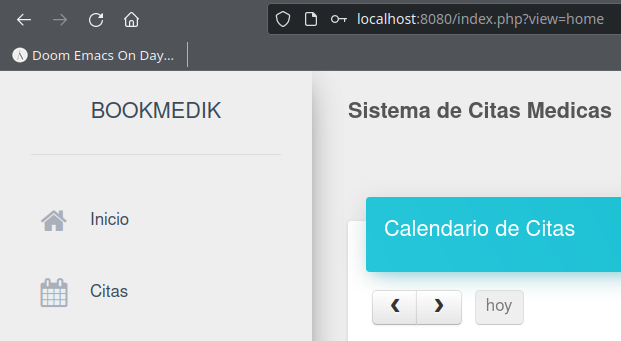 localhost:8080/index.php?view=home
Doom Emacs On Day...
BOOKMEDIK
Sistema de Citas Medicas
Inicio
Calendario de Citas
Citas
hoy